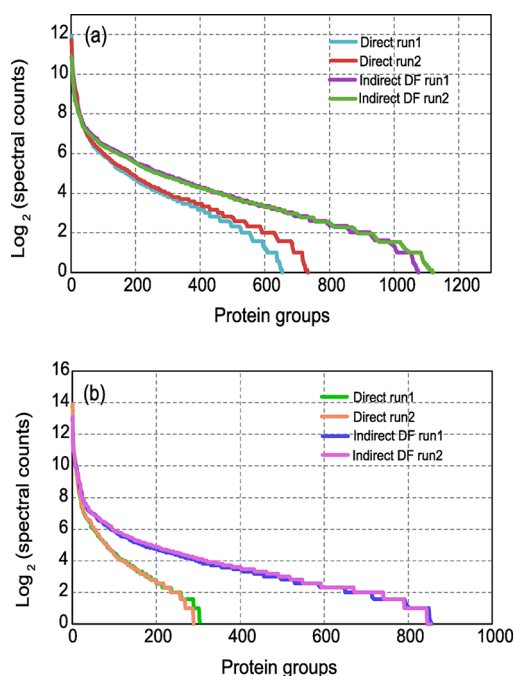 (a)
Direct run1
Direct run2
Indirect DF run1
Indirect DF run2
Log 2 (spectral counts)
12
10
8
6
4
2
0
0 200 400 600 800 1000 1200
Protein groups
(b)
Direct run1
Direct run2
Indirect DF run1
Indirect DF run2
Log 2 (spectral counts)
16
14
12
10
8
6
4
2
0
0 200 400 600 800 1000
Protein groups